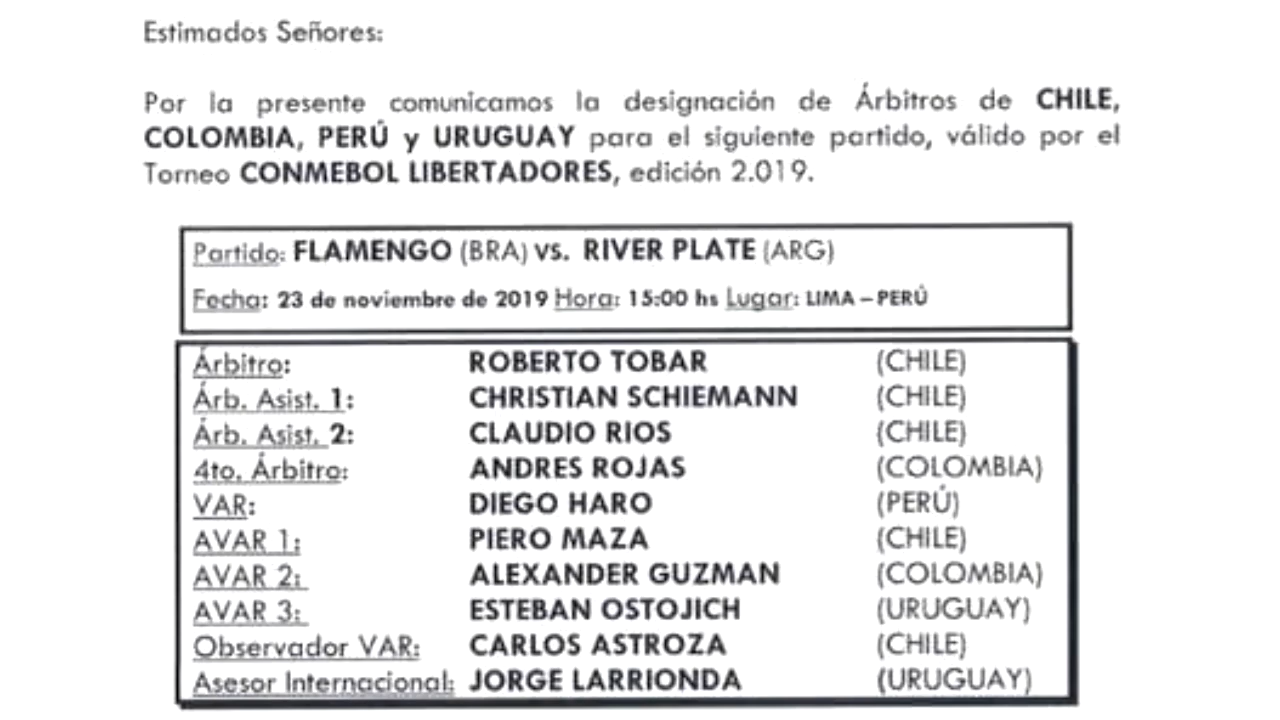 Estimados Señores:
Por la presente comunicamos la designación de Árbitros de CHILE,
COLOMBIA, PERÚ y URUGUAY para el siguiente partido, válido por el
Torneo CONMEBOL LIBERTADORES, edición 2.019.
Partido: FLAMENGO (BRA) vs. RIVER PLATE (ARG)
Fecha: 23 de noviembre de 2019 Hora: 15:00 hs Lugar: LIMA – PERÚ
Árbitro: ROBERTO TOBAR (CHILE)
Árb. Asist. 1: CHRISTIAN SCHIEMANN (CHILE)
Árb. Asist. 2: CLAUDIO RIOS (CHILE)
4to. Árbitro: ANDRES ROJAS (COLOMBIA)
VAR: DIEGO HARO (PERÚ)
AVAR 1: PIERO MAZA (CHILE)
AVAR 2: ALEXANDER GUZMAN (COLOMBIA)
AVAR 3: ESTEBAN OSTOJICH (URUGUAY)
Observador VAR: CARLOS ASTROZA (CHILE)
Asesor Internacional: JORGE LARRIONDA (URUGUAY)